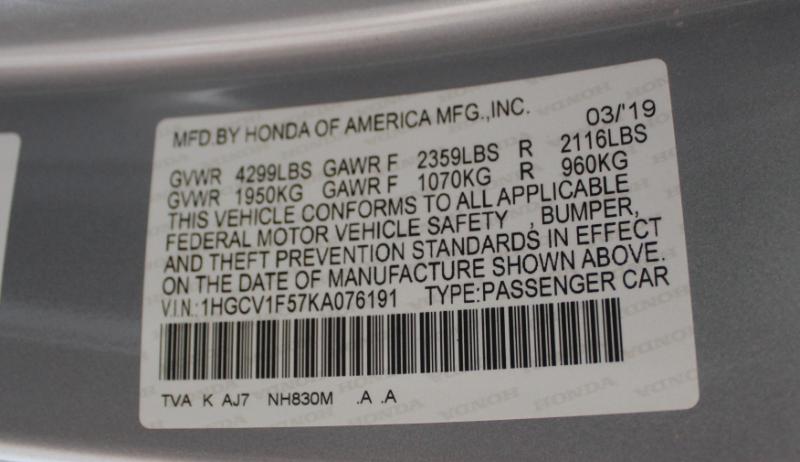 MFD.BY HONDA OF AMERICA MFG.,INC. 03/'19
GVWR 4299LBS GAWR F 2359LBS R 2116LBS
GVWR 1950KG GAWR F 1070KG R 960KG
THIS VEHICLE CONFORMS TO ALL APPLICABLE
FEDERAL MOTOR VEHICLE SAFETY , BUMPER,
AND THEFT PREVENTION STANDARDS IN EFFECT
ON THE DATE OF MANUFACTURE SHOWN ABOVE.
V.I.N.:1HGCV1F57KA076191 TYPE:PASSENGER CAR
TVA K AJ7 NH830M .A .A